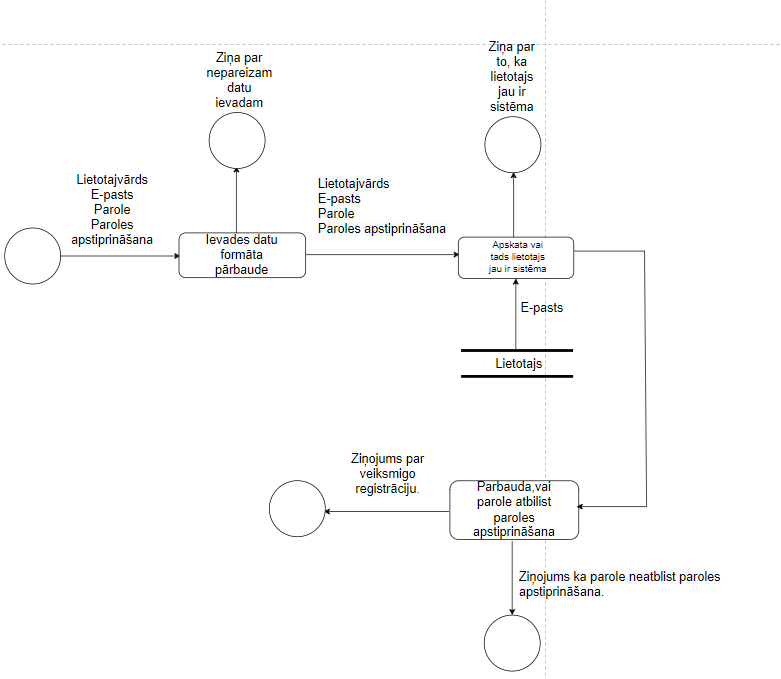 Ziņa par
nepareizam
datu
ievadam
Ziņa par
to, ka
lietotajs
jau ir
sistēma
Lietotajvārds
E-pasts
Parole
Paroles
apstiprināšana
Lietotajvārds
E-pasts
Parole
Paroles apstiprināšana
Ievades datu
formāta
pārbaude
Apskata vai
tads lietotajs
jau ir sistēma
E-pasts
Lietotajs
Ziņojums par
veiksmigo
registrāciju.
Parbauda,vai
parole atbilist
paroles
apstiprināšana
Ziņojums ka parole neatblist paroles
apstiprināšana.